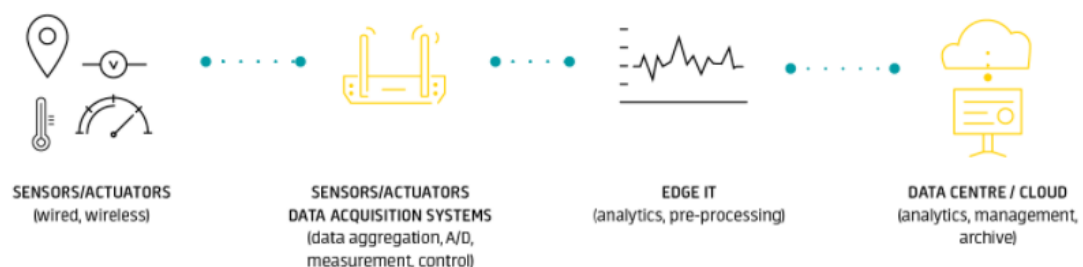 V
SENSORS/ACTUATORS
(wired, wireless)
SENSORS/ACTUATORS
DATA ACQUISITION SYSTEMS
(data aggregation, A/D,
measurement, control)
EDGE IT
(analytics, pre-processing)
DATA CENTRE / CLOUD
(analytics, management,
archive)